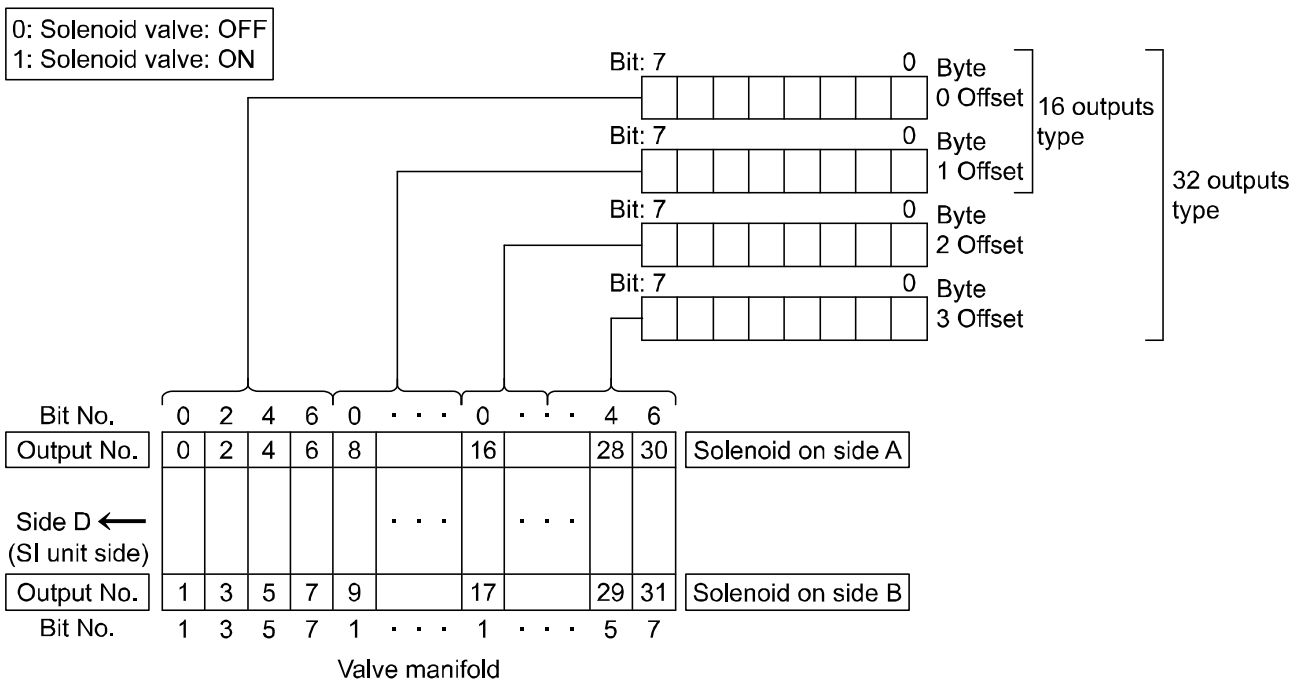 0: Solenoid valve: OFF
1: Solenoid valve: ON
Bit: 7 0 Byte
0 Offset
16 outputs
type
Bit: 7 0 Byte
1 Offset
32 outputs
type
Bit: 7 0 Byte
2 Offset
Bit: 7 0 Byte
3 Offset
Bit No. 0 2 4 6 0 · · · 0 · · · 4 6
Output No. 0 2 4 6 8 16 28 30 Solenoid on side A
Side D ← · · · · · ·
(SI unit side)
Output No. 1 3 5 7 9 17 29 31 Solenoid on side B
Bit No. 1 3 5 7 1 · · · 1 · · · 5 7
Valve manifold